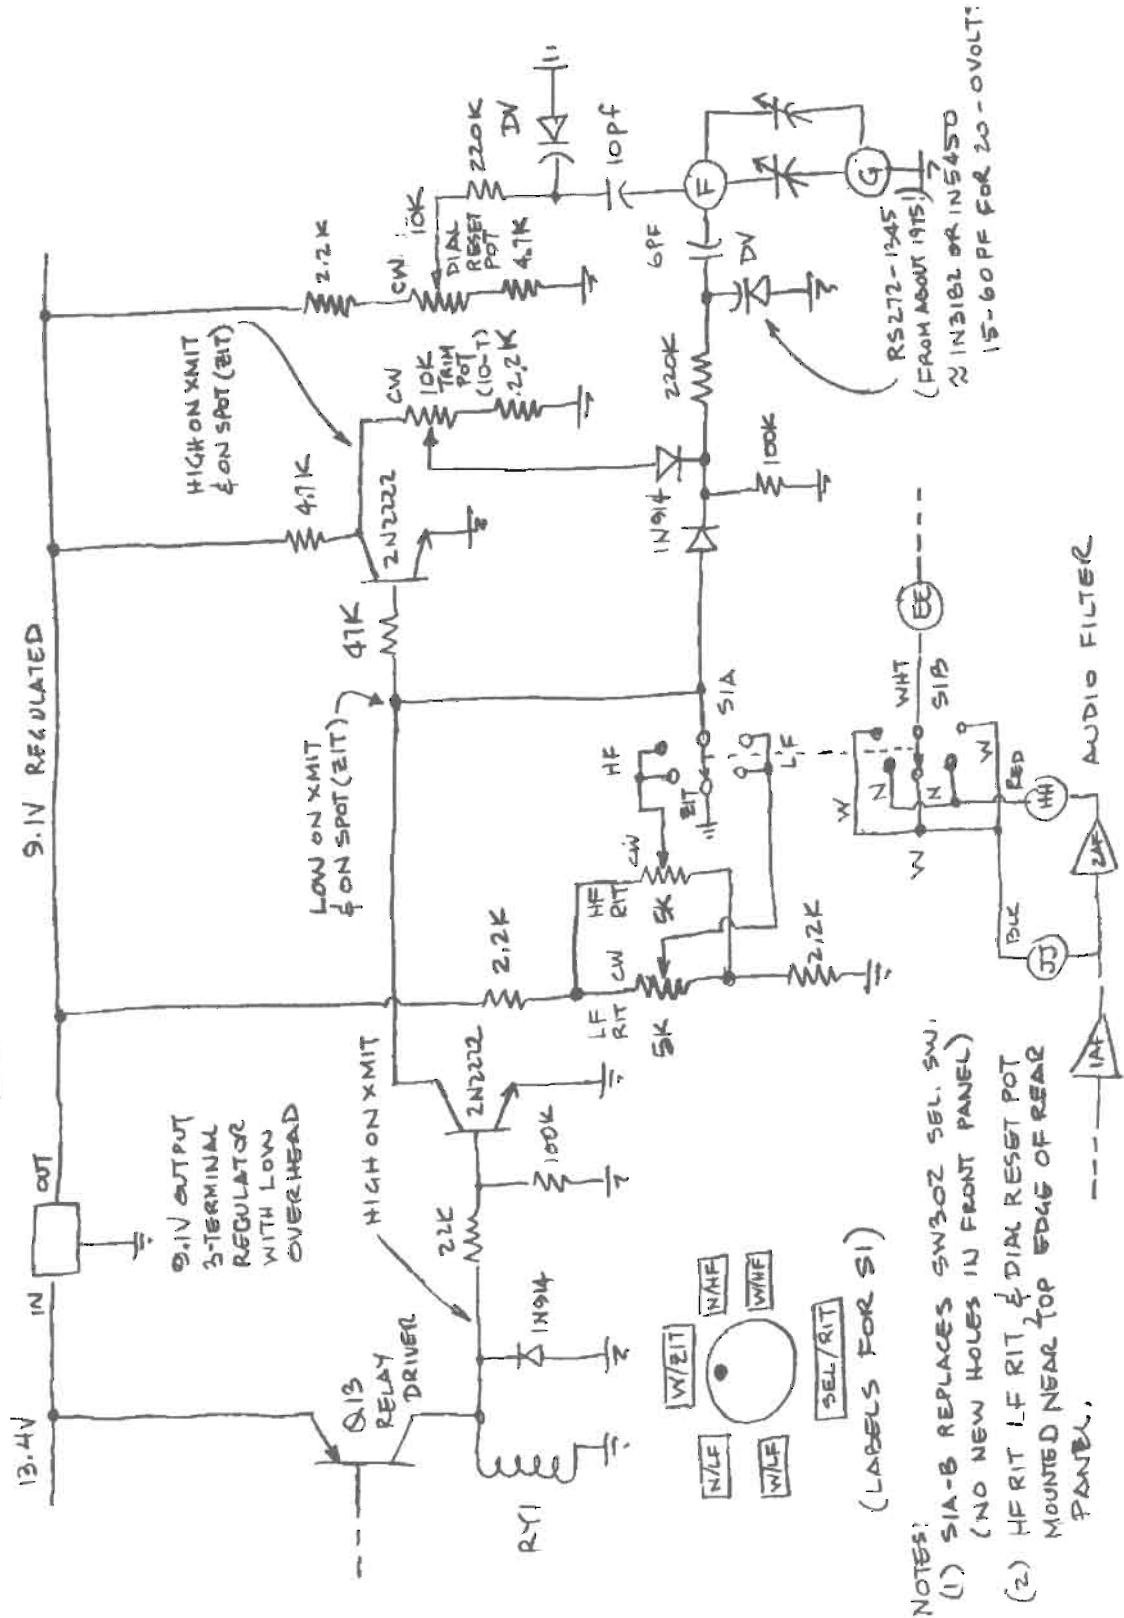 13.4V
IN
OUT
9.1V REGULATED
9.1V OUTPUT
3-TERMINAL
REGULATOR
WITH LOW
OVERHEAD
Q13
RELAY
DRIVER
RY1
1N914
HIGH ON XMIT
22K
100K
2N2222
LOW ON XMIT
& ON SPOT (ZIT)
47K
2N2222
4.7K
HIGH ON XMIT
& ON SPOT (ZIT)
CW
10K
TRIM
POT
(10-T)
2.2K
2.2K
CW
10K
DIAL
RESET
POT
4.7K
220K
DV
10pf
F
G
6PF
DV
220K
1N914
100K
RS272-1345
(FROM ABOUT 1975!)
≈ 1N3182 OR 1N5450
15-60PF FOR 20-0VOLT:
2.2K
LF
RIT
CW
5K
HF
RIT
CW
5K
2.2K
HF
ZIT
LF
S1A
W
N
W
N
W
WHT
S1B
EE
BLK
RED
JJ
HH
1AF
2AF
AUDIO FILTER
N/LF
W/ZIT
N/HF
W/LF
W/HF
SEL/RIT
(LABELS FOR S1)
NOTES:
(1) S1A-B REPLACES SW302 SEL. SW.
(NO NEW HOLES IN FRONT PANEL)
(2) HF RIT LF RIT, & DIAL RESET POT
MOUNTED NEAR TOP EDGE OF REAR
PANEL.